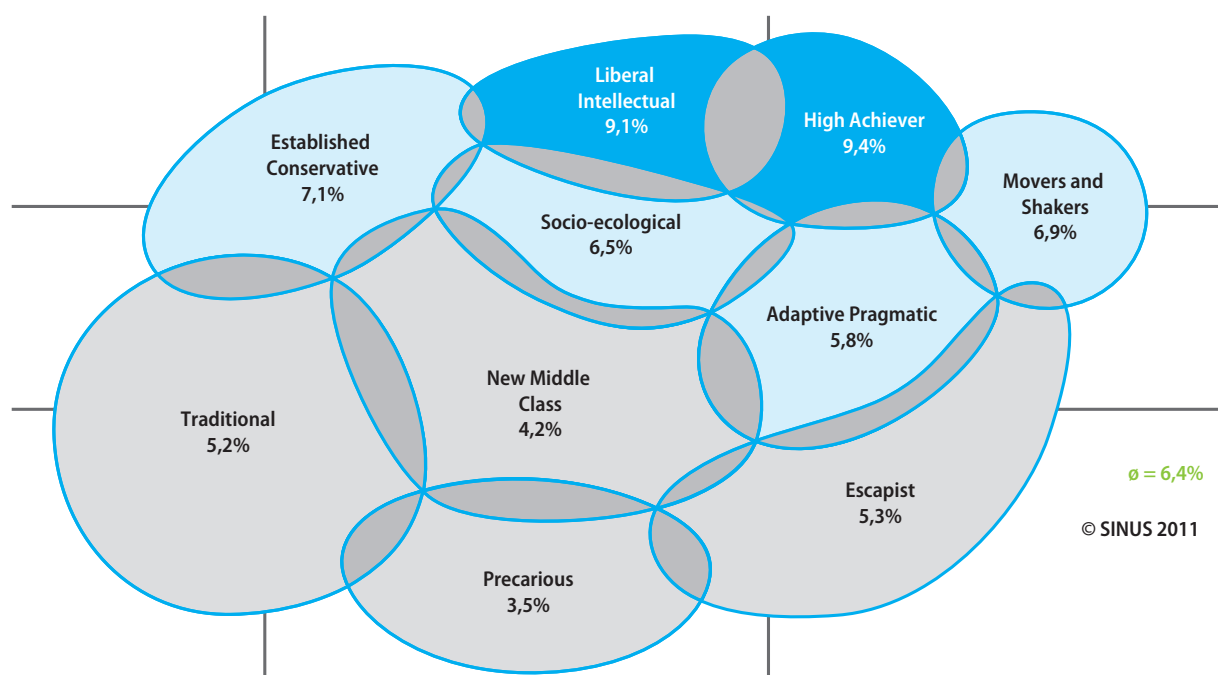 Liberal
Intellectual
9,1%
High Achiever
9,4%
Established
Conservative
7,1%
Movers and
Shakers
6,9%
Socio-ecological
6,5%
Adaptive Pragmatic
5,8%
New Middle
Class
4,2%
Traditional
5,2%
Escapist
5,3%
ø = 6,4%
© SINUS 2011
Precarious
3,5%